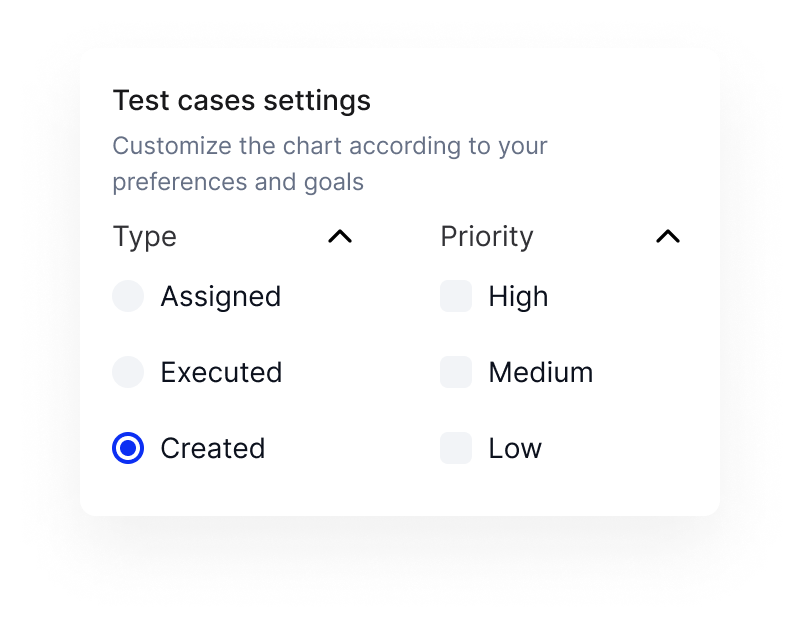 Test cases settings
Customize the chart according to your
preferences and goals
Type
Priority
Assigned
High
Executed
Medium
Created
Low